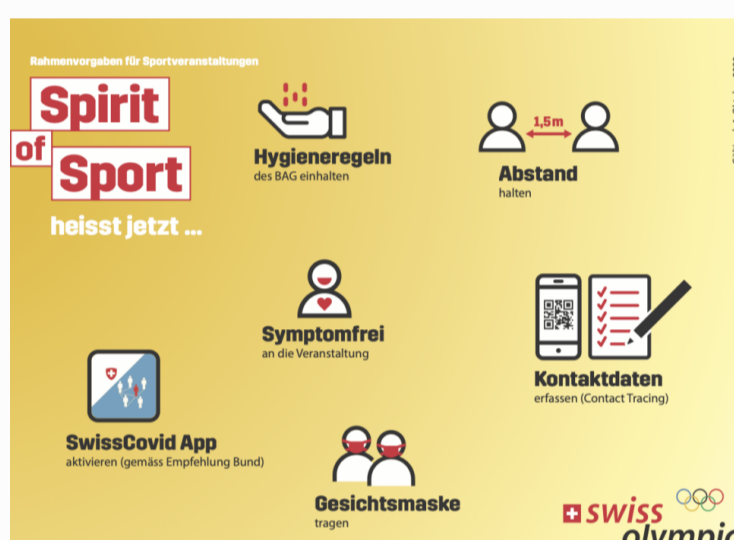 Rahmenvorgaben für Sportveranstaltungen
Spirit
of
Sport
heisst jetzt ...
Hygieneregeln
des BAG einhalten
1,5m
Abstand
halten
Symptomfrei
an die Veranstaltung
Kontaktdaten
erfassen (Contact Tracing)
SwissCovid App
aktivieren (gemäss Empfehlung Bund)
Gesichtsmaske
tragen
swiss
olympic